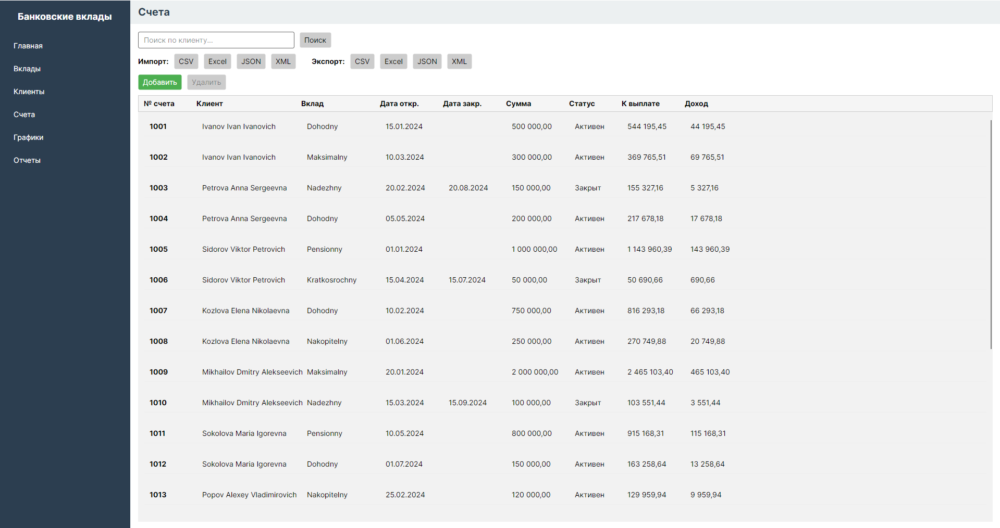 Банковские вклады
Главная
Вклады
Клиенты
Счета
Графики
Отчеты
Счета
Поиск по клиенту... Поиск
Импорт: CSV Excel JSON XML Экспорт: CSV Excel JSON XML
Добавить Удалить
№ счета Клиент Вклад Дата откр. Дата закр. Сумма Статус К выплате Доход
1001 Ivanov Ivan Ivanovich Dohodny 15.01.2024 500 000,00 Активен 544 195,45 44 195,45
1002 Ivanov Ivan Ivanovich Maksimalny 10.03.2024 300 000,00 Активен 369 765,51 69 765,51
1003 Petrova Anna Sergeevna Nadezhny 20.02.2024 20.08.2024 150 000,00 Закрыт 155 327,16 5 327,16
1004 Petrova Anna Sergeevna Dohodny 05.05.2024 200 000,00 Активен 217 678,18 17 678,18
1005 Sidorov Viktor Petrovich Pensionny 01.01.2024 1 000 000,00 Активен 1 143 960,39 143 960,39
1006 Sidorov Viktor Petrovich Kratkosrochny 15.04.2024 15.07.2024 50 000,00 Закрыт 50 690,66 690,66
1007 Kozlova Elena Nikolaevna Dohodny 10.02.2024 750 000,00 Активен 816 293,18 66 293,18
1008 Kozlova Elena Nikolaevna Nakopitelny 01.06.2024 250 000,00 Активен 270 749,88 20 749,88
1009 Mikhailov Dmitry Alekseevich Maksimalny 20.01.2024 2 000 000,00 Активен 2 465 103,40 465 103,40
1010 Mikhailov Dmitry Alekseevich Nadezhny 15.03.2024 15.09.2024 100 000,00 Закрыт 103 551,44 3 551,44
1011 Sokolova Maria Igorevna Pensionny 10.05.2024 800 000,00 Активен 915 168,31 115 168,31
1012 Sokolova Maria Igorevna Dohodny 01.07.2024 150 000,00 Активен 163 258,64 13 258,64
1013 Popov Alexey Vladimirovich Nakopitelny 25.02.2024 120 000,00 Активен 129 959,94 9 959,94